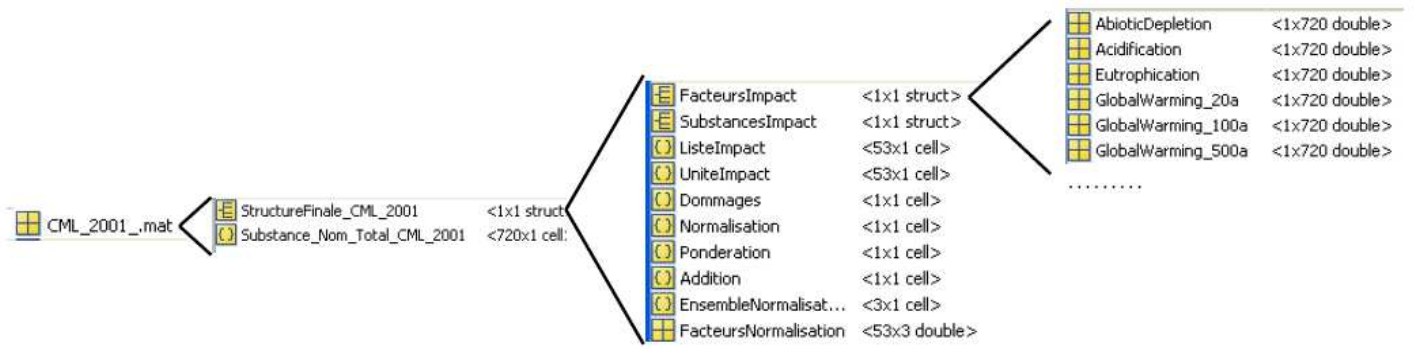 CML_2001_.mat
StructureFinale_CML_2001 <1x1 struct
Substance_Nom_Total_CML_2001 <720x1 cell:
FacteursImpact <1x1 struct>
SubstancesImpact <1x1 struct>
ListeImpact <53x1 cell>
UniteImpact <53x1 cell>
Dommages <1x1 cell>
Normalisation <1x1 cell>
Ponderation <1x1 cell>
Addition <1x1 cell>
EnsembleNormalisat... <3x1 cell>
FacteursNormalisation <53x3 double>
AbioticDepletion <1x720 double>
Acidification <1x720 double>
Eutrophication <1x720 double>
GlobalWarming_20a <1x720 double>
GlobalWarming_100a <1x720 double>
GlobalWarming_500a <1x720 double>
.........